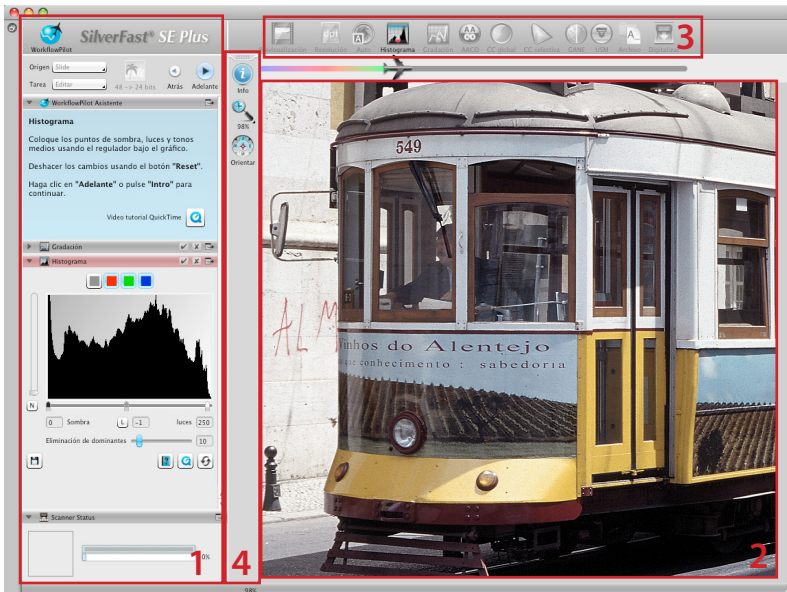 WorkflowPilot
SilverFast® SE Plus
Origen Slide
Tarea Editar
48 -> 24 bits
Atrás
Adelante
WorkflowPilot Asistente
Histograma
Coloque los puntos de sombra, luces y tonos
medios usando el regulador bajo el gráfico.
Deshacer los cambios usando el botón "Reset".
Haga clic en "Adelante" o pulse "Intro" para
continuar.
Video tutorial QuickTime
Gradación
Histograma
N
0 Sombra L -1 luces 250
Eliminación de dominantes 10
Scanner Status
0%
1
Info
98%
Orientar
4
98%
Resolución
Auto
Histograma
Gradación
AACO
CC global
CC selectiva
GANE
USM
Archivo
3
549
Vinhos do Alentejo
que conhecimento : sabedoria
ALM
2